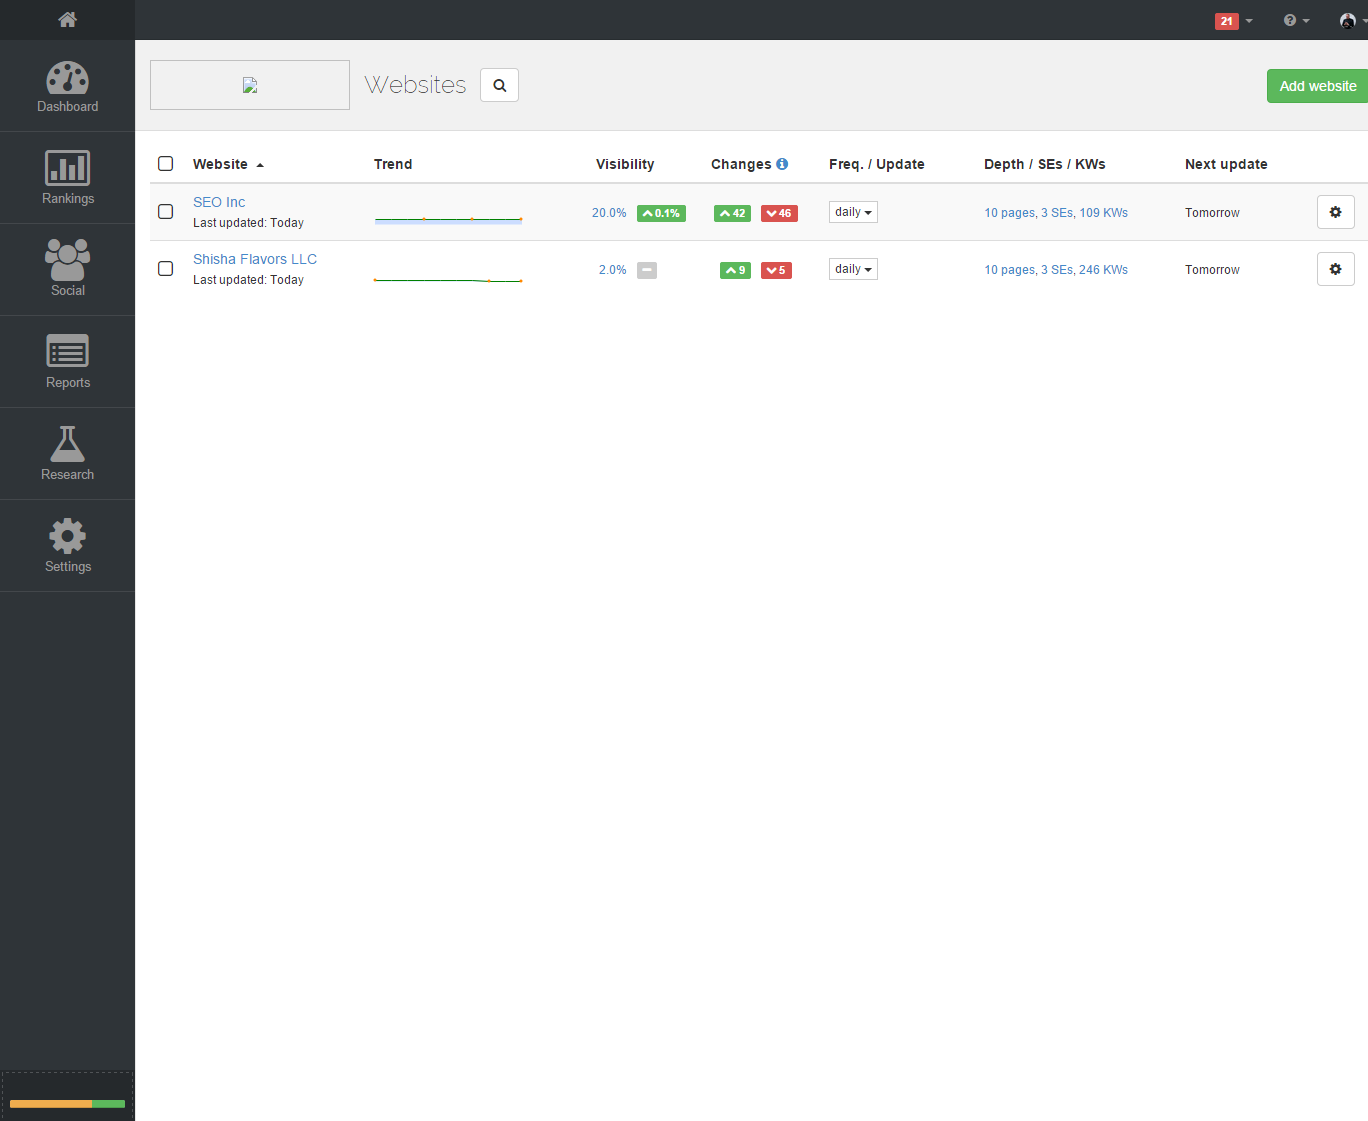 21
Dashboard
Rankings
Social
Reports
Research
Settings
Websites
Add website
Website Trend Visibility Changes Freq. / Update Depth / SEs / KWs Next update
SEO Inc
Last updated: Today
20.0% 0.1% 42 46 daily 10 pages, 3 SEs, 109 KWs Tomorrow
Shisha Flavors LLC
Last updated: Today
2.0% 9 5 daily 10 pages, 3 SEs, 246 KWs Tomorrow